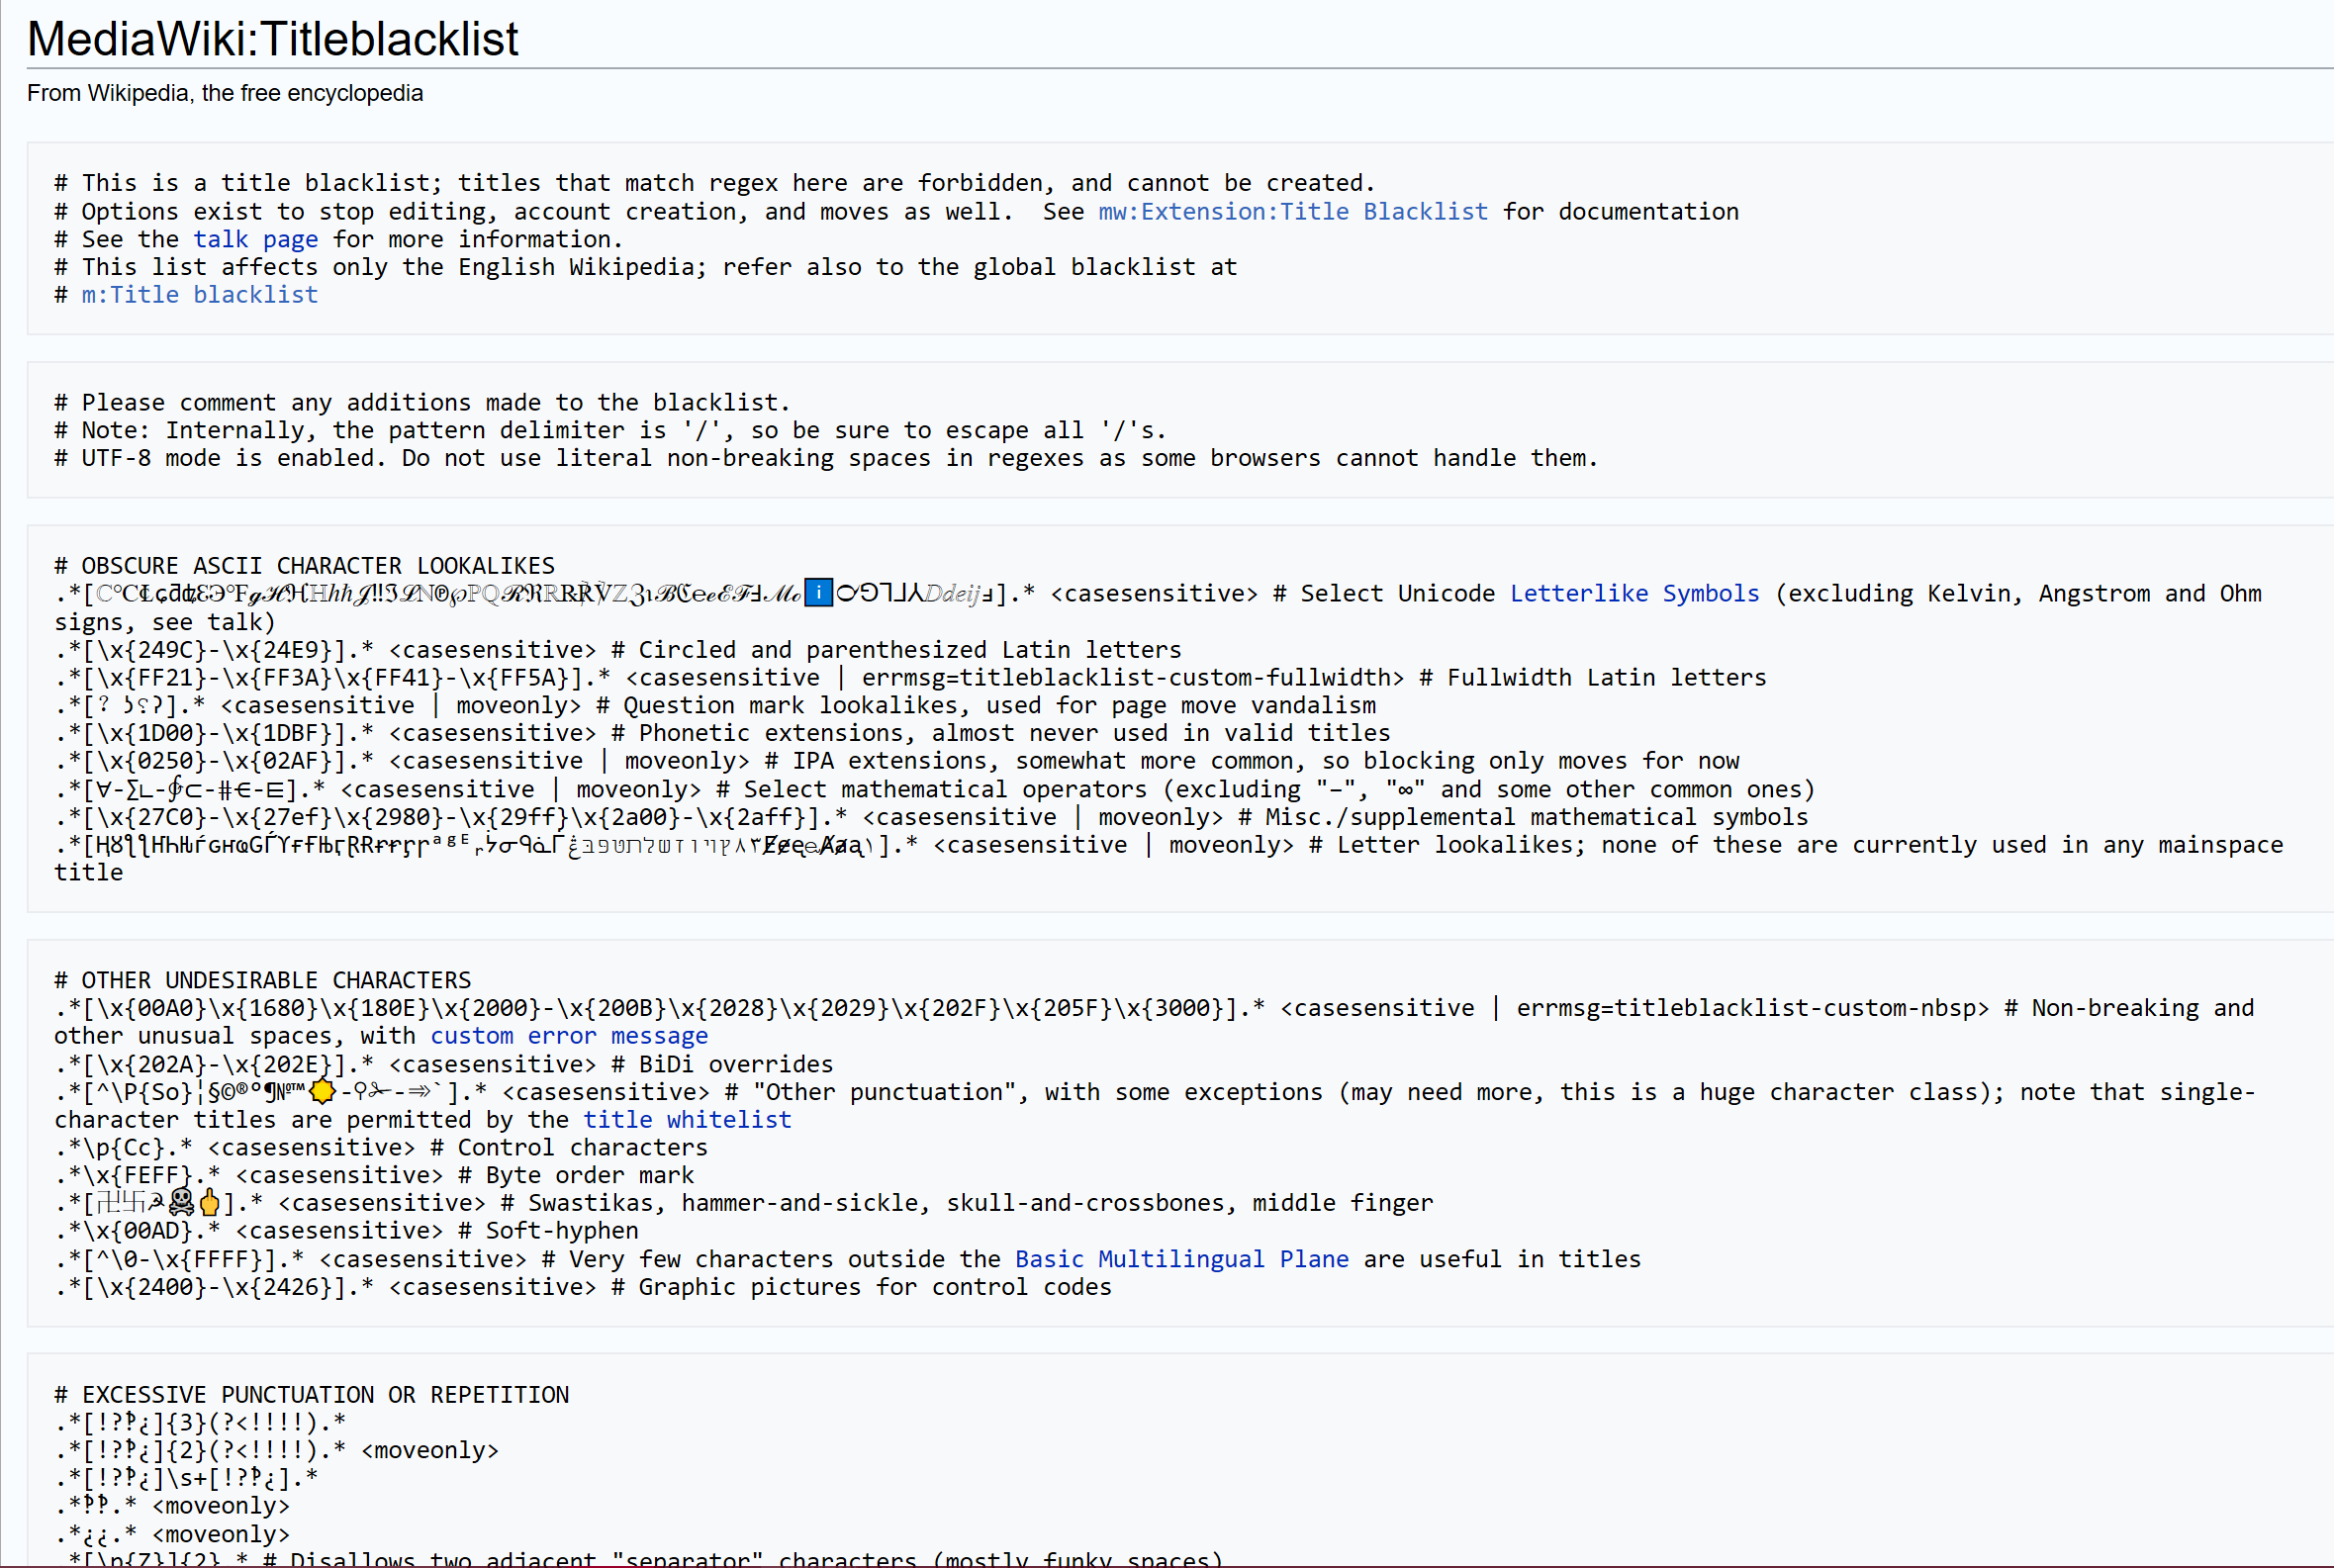 MediaWiki:Titleblacklist
From Wikipedia, the free encyclopedia
# This is a title blacklist; titles that match regex here are forbidden, and cannot be created.
# Options exist to stop editing, account creation, and moves as well.  See mw:Extension:Title Blacklist for documentation
# See the talk page for more information.
# This list affects only the English Wikipedia; refer also to the global blacklist at
# m:Title blacklist
# Please comment any additions made to the blacklist.
# Note: Internally, the pattern delimiter is '/', so be sure to escape all '/'s.
# UTF-8 mode is enabled. Do not use literal non-breaking spaces in regexes as some browsers cannot handle them.
# OBSCURE ASCII CHARACTER LOOKALIKES
<casesensitive> # Select Unicode Letterlike Symbols (excluding Kelvin, Angstrom and Ohm
signs, see talk)
.*[\x{249C}-\x{24E9}].* <casesensitive> # Circled and parenthesized Latin letters
.*[\x{FF21}-\x{FF3A}\x{FF41}-\x{FF5A}].* <casesensitive | errmsg=titleblacklist-custom-fullwidth> # Fullwidth Latin letters
<casesensitive | moveonly> # Question mark lookalikes, used for page move vandalism
.*[\x{1D00}-\x{1DBF}].* <casesensitive> # Phonetic extensions, almost never used in valid titles
.*[\x{0250}-\x{02AF}].* <casesensitive | moveonly> # IPA extensions, somewhat more common, so blocking only moves for now
<casesensitive | moveonly> # Select mathematical operators (excluding "−", "∞" and some other common ones)
.*[\x{27C0}-\x{27ef}\x{2980}-\x{29ff}\x{2a00}-\x{2aff}].* <casesensitive | moveonly> # Misc./supplemental mathematical symbols
<casesensitive | moveonly> # Letter lookalikes; none of these are currently used in any mainspace
title
# OTHER UNDESIRABLE CHARACTERS
.*[\x{00A0}\x{1680}\x{180E}\x{2000}-\x{200B}\x{2028}\x{2029}\x{202F}\x{205F}\x{3000}].* <casesensitive | errmsg=titleblacklist-custom-nbsp> # Non-breaking and
other unusual spaces, with custom error message
.*[\x{202A}-\x{202E}].* <casesensitive> # BiDi overrides
<casesensitive> # "Other punctuation", with some exceptions (may need more, this is a huge character class); note that single-
character titles are permitted by the title whitelist
.*\p{Cc}.* <casesensitive> # Control characters
.*\x{FEFF}.* <casesensitive> # Byte order mark
.*[卍卐☭☠🖕].* <casesensitive> # Swastikas, hammer-and-sickle, skull-and-crossbones, middle finger
.*\x{00AD}.* <casesensitive> # Soft-hyphen
.*[^\0-\x{FFFF}].* <casesensitive> # Very few characters outside the Basic Multilingual Plane are useful in titles
.*[\x{2400}-\x{2426}].* <casesensitive> # Graphic pictures for control codes
# EXCESSIVE PUNCTUATION OR REPETITION
.*[!?‽¿]{3}(?<!!!!).*
.*[!?‽¿]{2}(?<!!!!).* <moveonly>
.*[!?‽¿]\s+[!?‽¿].*
.*‽‽.* <moveonly>
.*¿¿.* <moveonly>
.*[\p{Z}]{2}.* # Disallows two adjacent "separator" characters (mostly funky spaces)